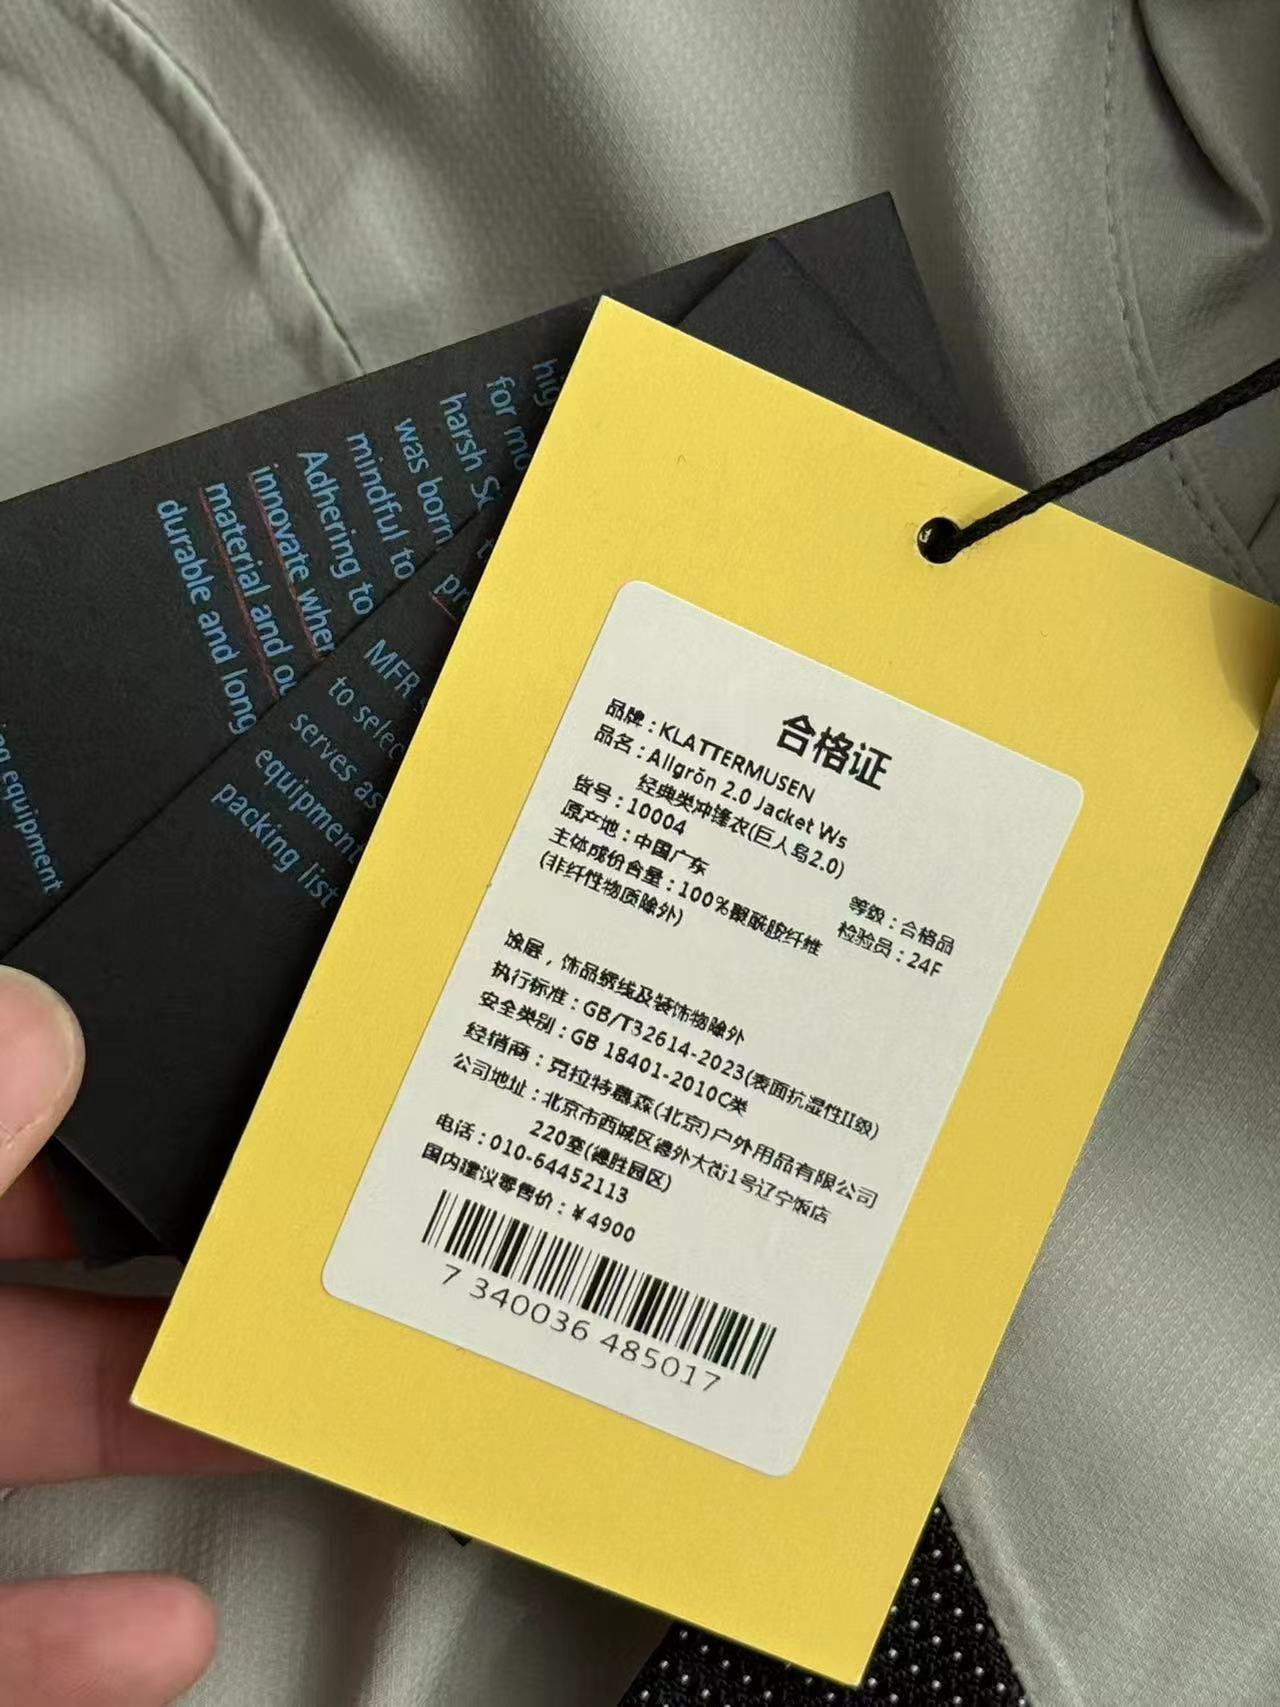 合格证
品牌：KLATTERMUSEN
品名：Allgrön 2.0 Jacket Ws
经典类冲锋衣(巨人岛2.0)
货号：10004
原产地：中国广东
等级：合格品
主体成份含量：100%聚酰胺纤维
检验员：24F
(非纤性物质除外)
涂层，饰品绣线及装饰物除外
执行标准：GB/T32614-2023(表面抗湿性II级)
安全类别：GB 18401-2010C类
经销商：克拉特慕森(北京)户外用品有限公司
公司地址：北京市西城区德外大街1号辽宁饭店
220室(德胜园区)
电话：010-64452113
国内建议零售价：¥4900
7 340036 485017
for mo
harsh
was born
mindful to
Adhering to
innovate
material and
durable and long
MFR
to selec
serves as
equipment
packing list
equipment